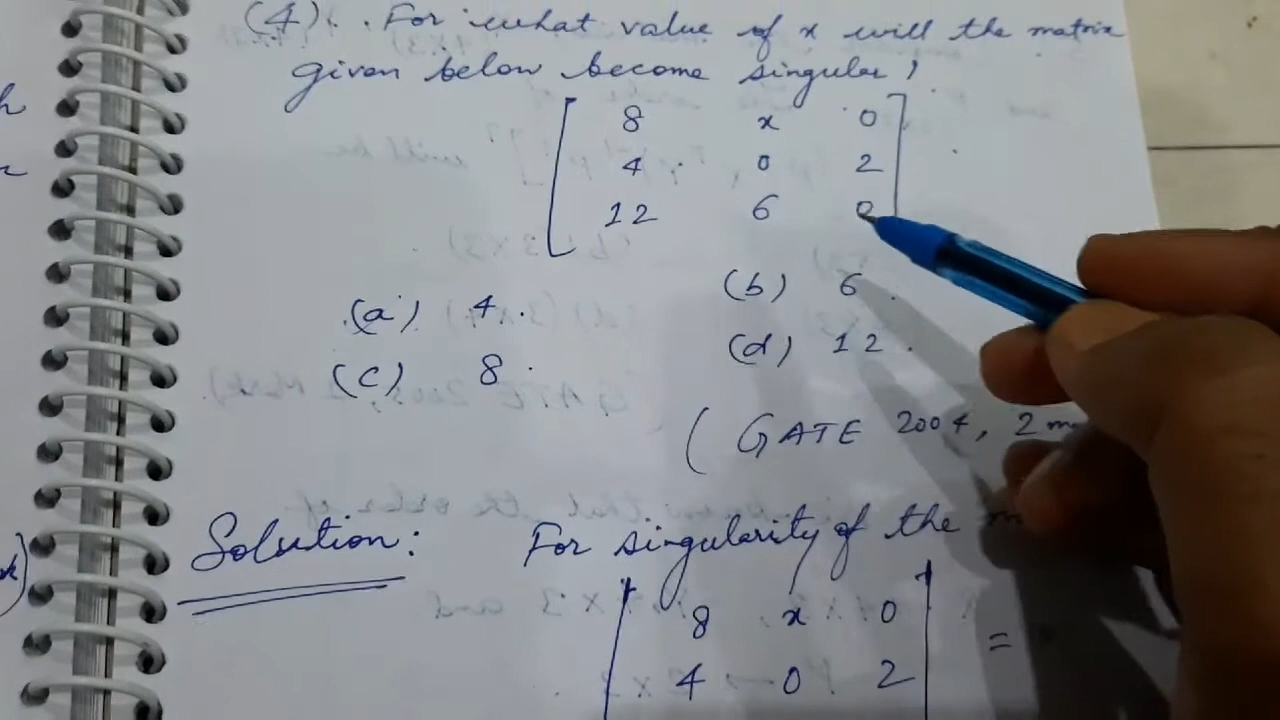 (4). For what value of x will the matrix
given below become singular?
8 x 0
4 0 2
12 6 0
(a) 4. (b) 6.
(c) 8. (d) 12.
(GATE 2004, 2
Solution: For singularity of the
8 x 0
=
4 0 2